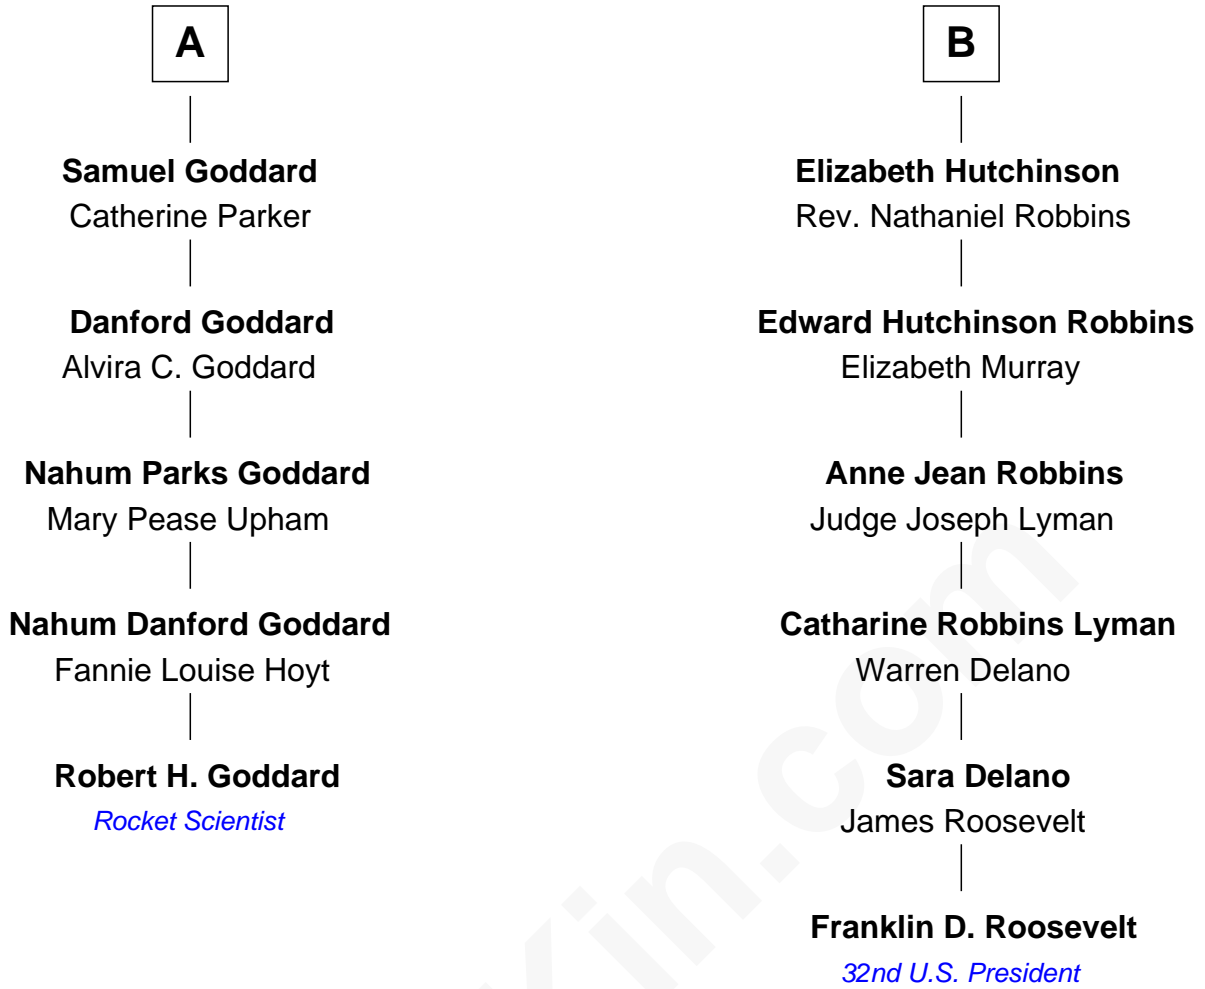 A
Samuel Goddard
Catherine Parker
Danford Goddard
Alvira C. Goddard
Nahum Parks Goddard
Mary Pease Upham
Nahum Danford Goddard
Fannie Louise Hoyt
Robert H. Goddard
Rocket Scientist
B
Elizabeth Hutchinson
Rev. Nathaniel Robbins
Edward Hutchinson Robbins
Elizabeth Murray
Anne Jean Robbins
Judge Joseph Lyman
Catharine Robbins Lyman
Warren Delano
Sara Delano
James Roosevelt
Franklin D. Roosevelt
32nd U.S. President
Kin.com